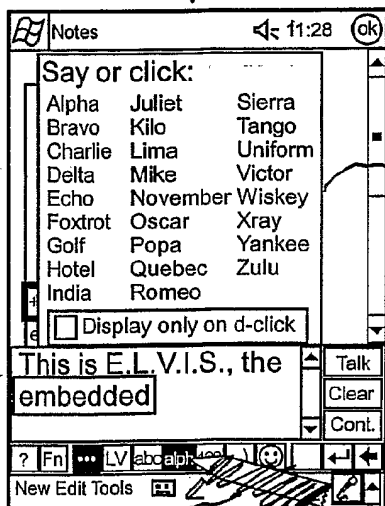 Notes 11:28 ok
Say or click:
Alpha Juliet Sierra
Bravo Kilo Tango
Charlie Lima Uniform
Delta Mike Victor
Echo November Wiskey
Foxtrot Oscar Xray
Golf Popa Yankee
Hotel Quebec Zulu
India Romeo
Display only on d-click
This is E.L.V.I.S., the Talk
embedded Clear
Cont.
? Fn ... LV abc alph
New Edit Tools